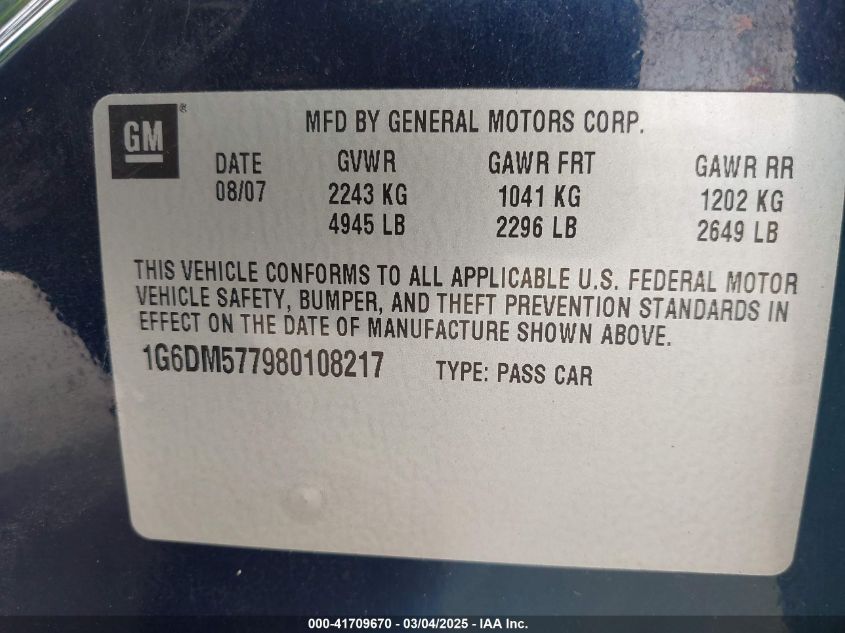 GM®
MFD BY GENERAL MOTORS CORP.
DATE GVWR GAWR FRT GAWR RR
08/07 2243 KG 1041 KG 1202 KG
4945 LB 2296 LB 2649 LB
THIS VEHICLE CONFORMS TO ALL APPLICABLE U.S. FEDERAL MOTOR
VEHICLE SAFETY, BUMPER, AND THEFT PREVENTION STANDARDS IN
EFFECT ON THE DATE OF MANUFACTURE SHOWN ABOVE.
1G6DM577980108217 TYPE: PASS CAR
000-41709670 - 03/04/2025 - IAA Inc.